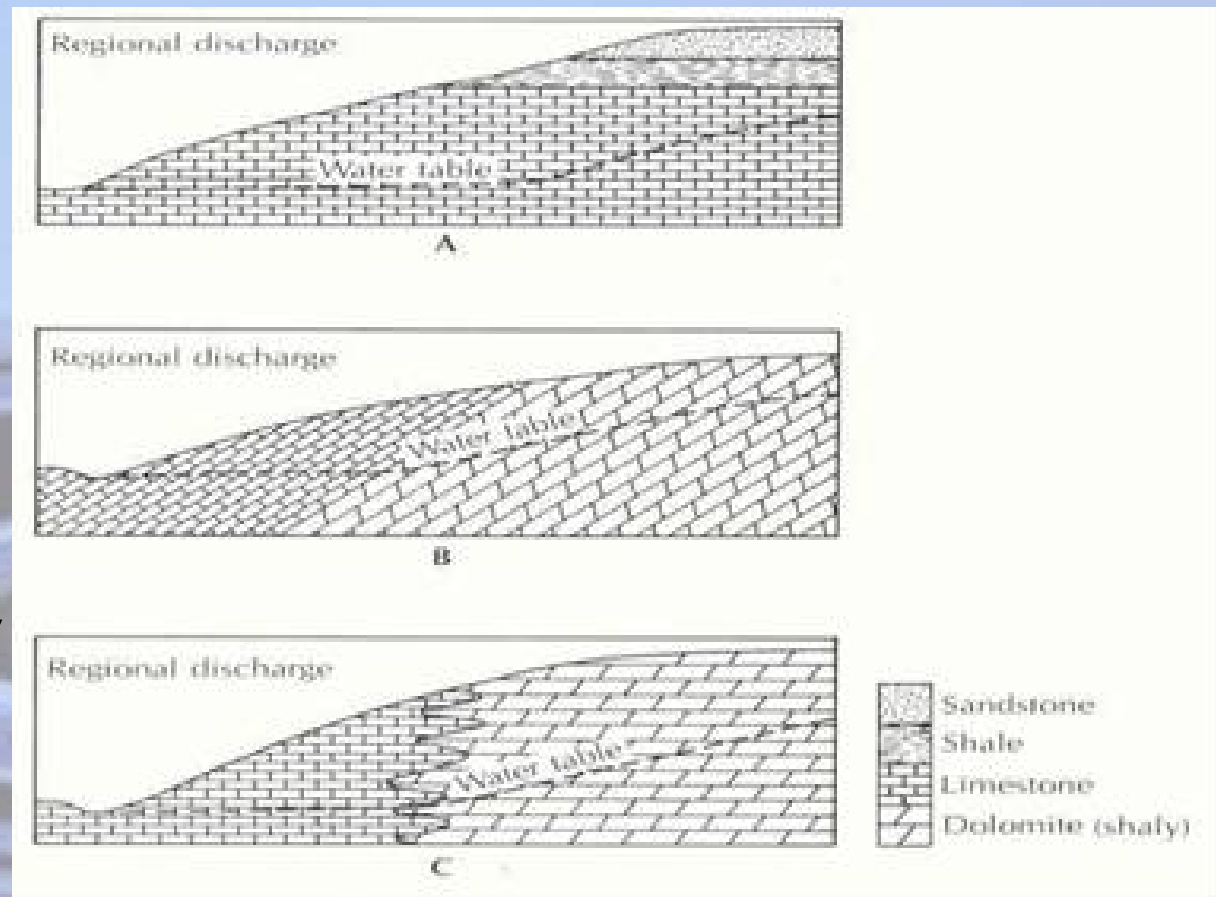 Regional discharge
Water table
A
Regional discharge
Water table
B
Regional discharge
Water table
C
Sandstone
Shale
Limestone
Dolomite (shaly)